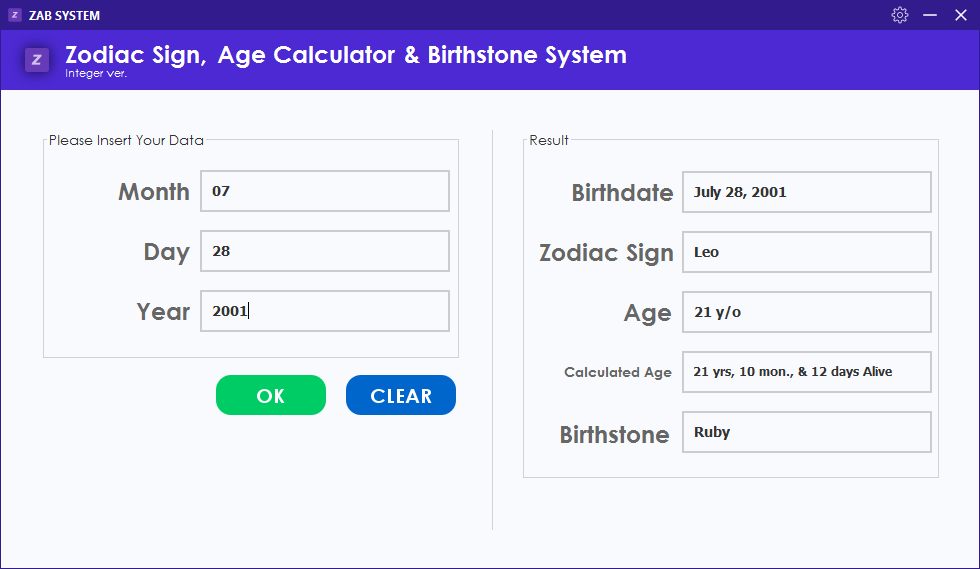 Z ZAB SYSTEM
Z
Zodiac Sign, Age Calculator & Birthstone System
Integer ver.
Please Insert Your Data
Month 07
Day 28
Year 2001
OK CLEAR
Result
Birthdate July 28, 2001
Zodiac Sign Leo
Age 21 y/o
Calculated Age 21 yrs, 10 mon., & 12 days Alive
Birthstone Ruby